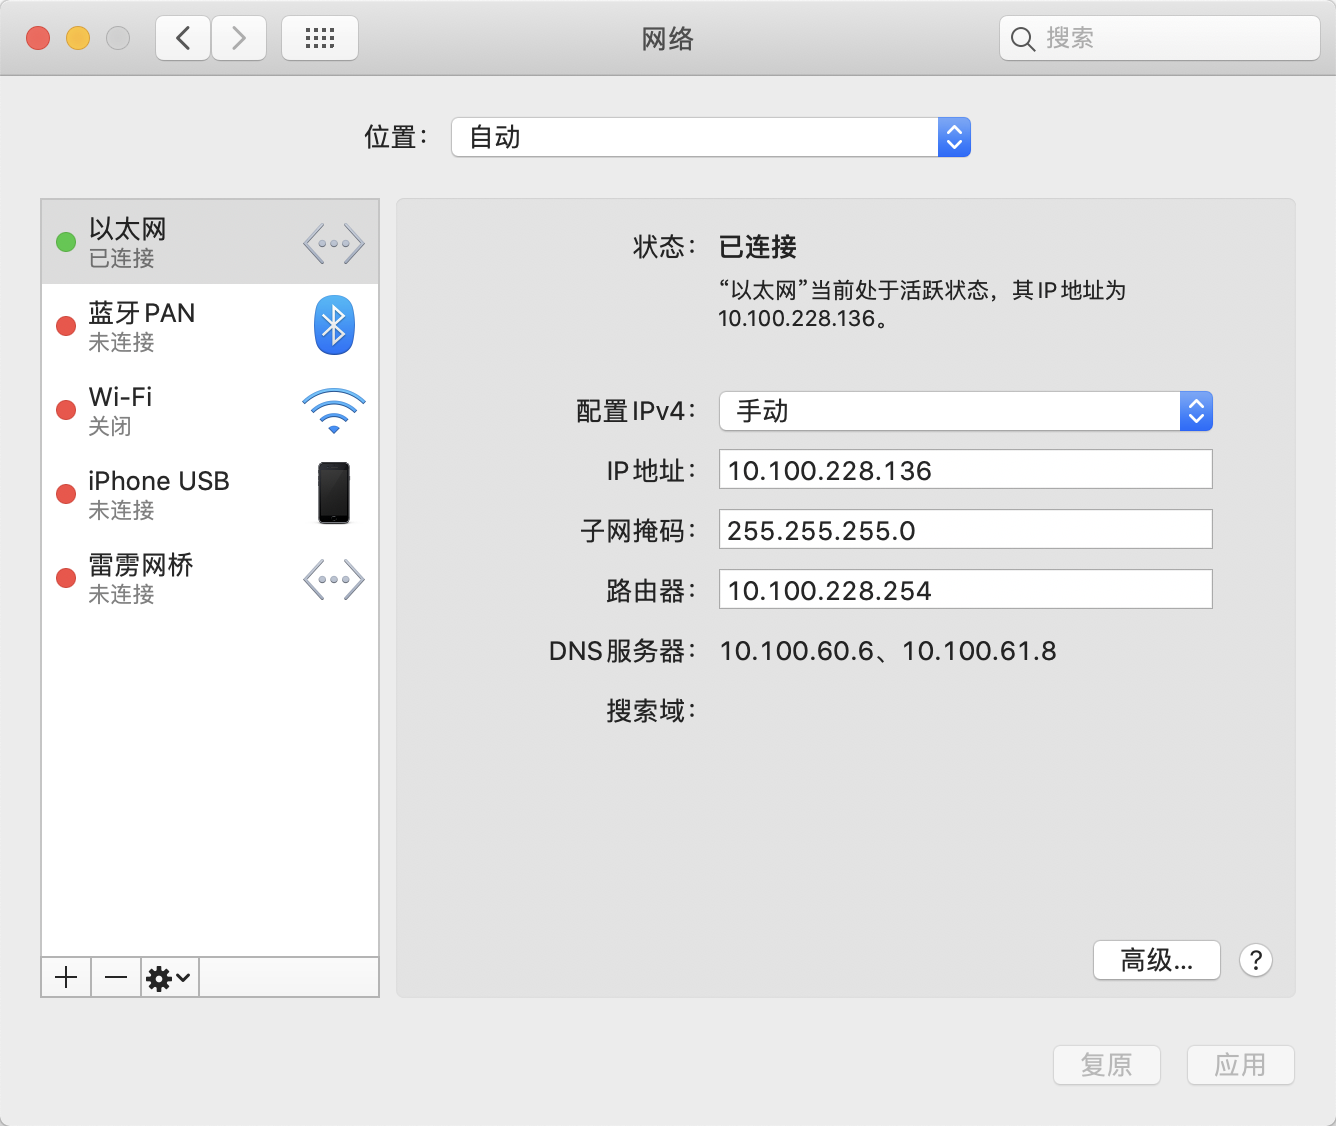 网络
搜索
位置：
自动
以太网
已连接
蓝牙 PAN
未连接
Wi-Fi
关闭
iPhone USB
未连接
雷雳网桥
未连接
状态：
已连接
“以太网”当前处于活跃状态，其 IP 地址为
10.100.228.136。
配置 IPv4：
手动
IP 地址：
10.100.228.136
子网掩码：
255.255.255.0
路由器：
10.100.228.254
DNS 服务器：
10.100.60.6、10.100.61.8
搜索域：
高级...
?
复原
应用